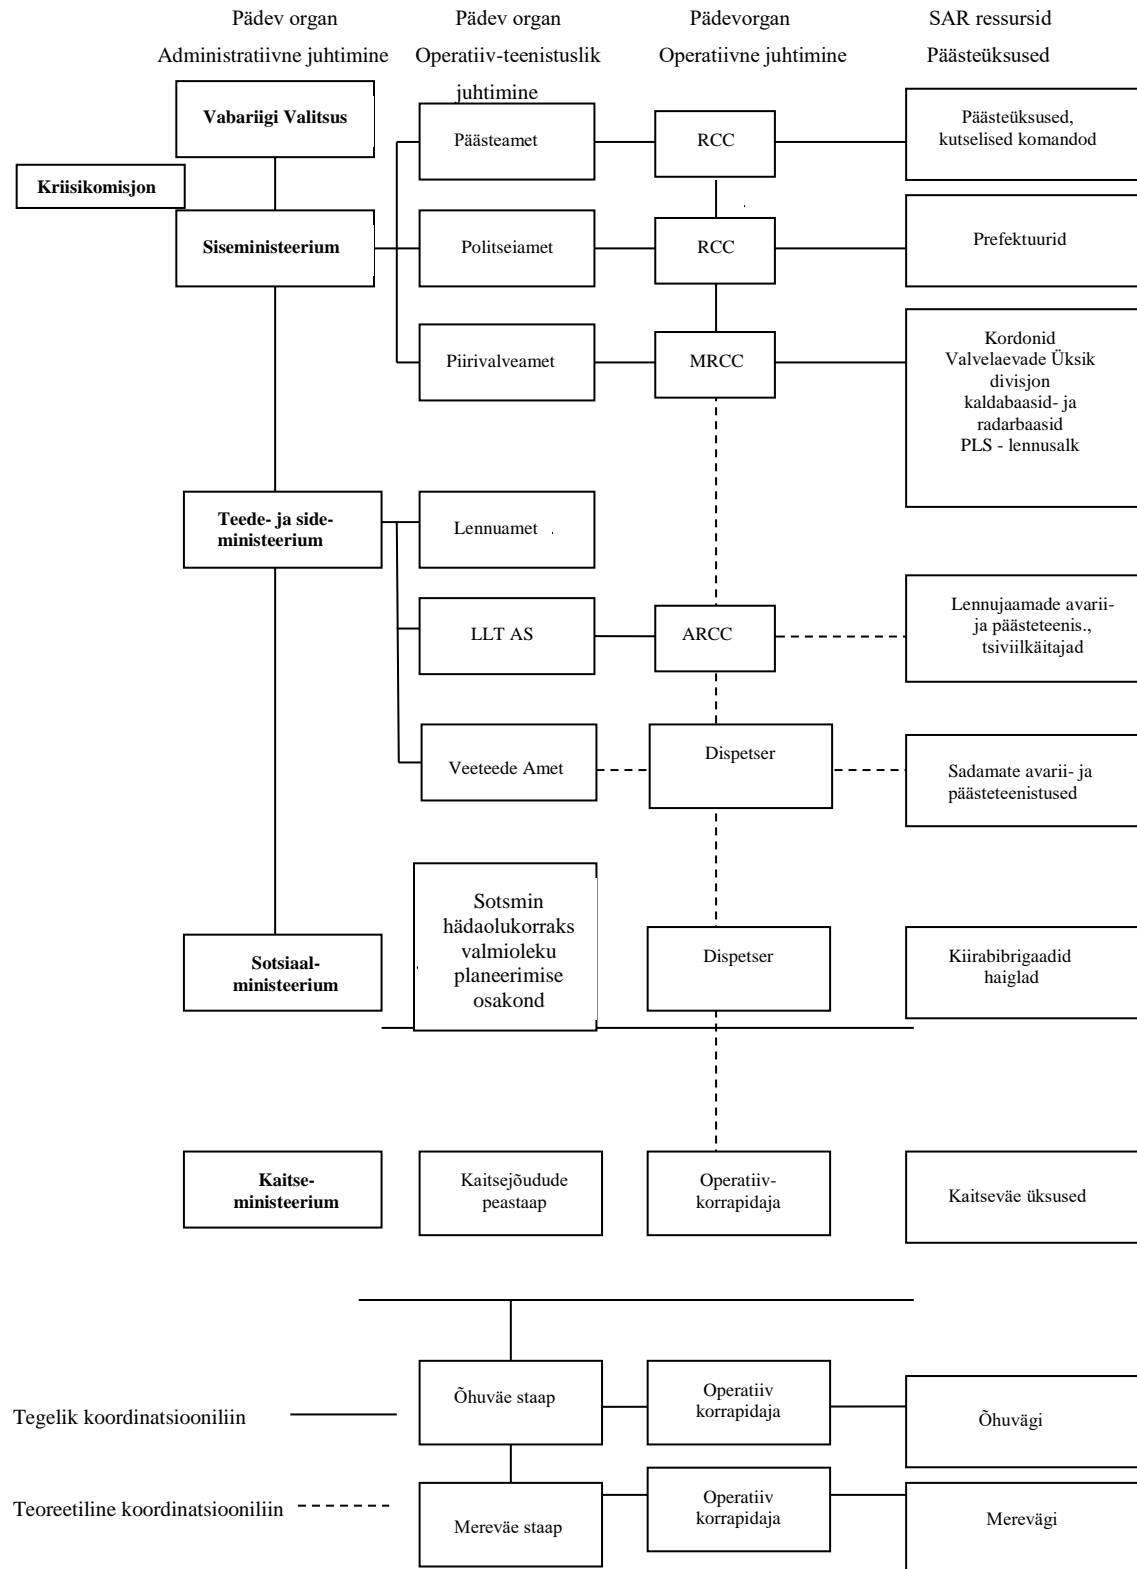 Pädev organ
Pädev organ
Pädevorgan
SAR ressursid
Administratiivne juhtimine
Operatiiv-teenistuslik
juhtimine
Operatiivne juhtimine
Päästeüksused
Vabariigi Valitsus
Päästeamet
RCC
Päästeüksused,
kutselised komandod
Kriisikomisjon
Siseministeerium
Politseiamet
RCC
Prefektuurid
Piirivalveamet
MRCC
Kordonid
Valvelaevade Üksik
divisjon
kaldabaasid- ja
radarbaasid
PLS - lennusalk
Teede- ja side-
ministeerium
Lennuamet
LLT AS
ARCC
Lennujaamade avarii-
ja päästeteenis.,
tsiviilkäitajad
Veeteede Amet
Dispetser
Sadamate avarii- ja
päästeteenistused
Sotsiaal-
ministeerium
Sotsmin
hädaolukorraks
valmioleku
planeerimise
osakond
Dispetser
Kiirabibrigaadid
haiglad
Kaitse-
ministeerium
Kaitsejõudude
peastaap
Operatiiv-
korrapidaja
Kaitseväe üksused
Õhuväe staap
Operatiiv
korrapidaja
Õhuvägi
Tegelik koordinatsiooniliin
Mereväe staap
Operatiiv
korrapidaja
Merevägi
Teoreetiline koordinatsiooniliin